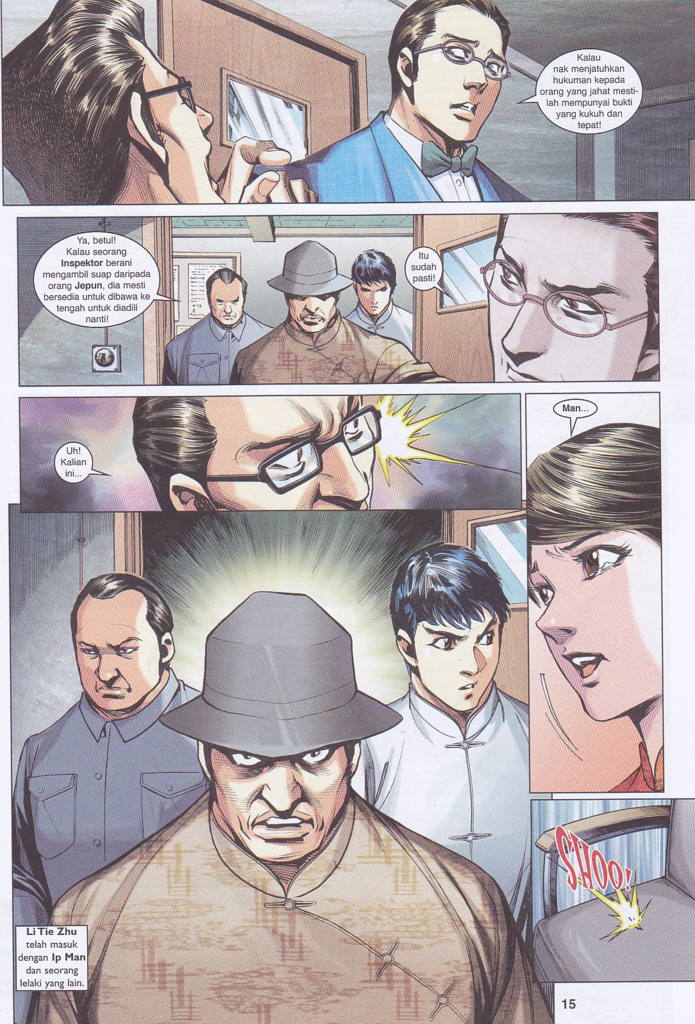 Kalau
nak menjatuhkan
hukuman kepada
orang yang jahat mesti-
lah mempunyai bukti
yang kukuh dan
tepat!
Ya, betul!
Kalau seorang
Inspektor berani
mengambil suap daripada
orang Jepun, dia mesti
bersedia untuk dibawa ke
tengah untuk diadili
nanti!
Itu
sudah
pasti!
Uh!
Kalian
ini...
Man...
SHOO!
Li Tie Zhu
telah masuk
dengan Ip Man
dan seorang
lelaki yang lain.
15